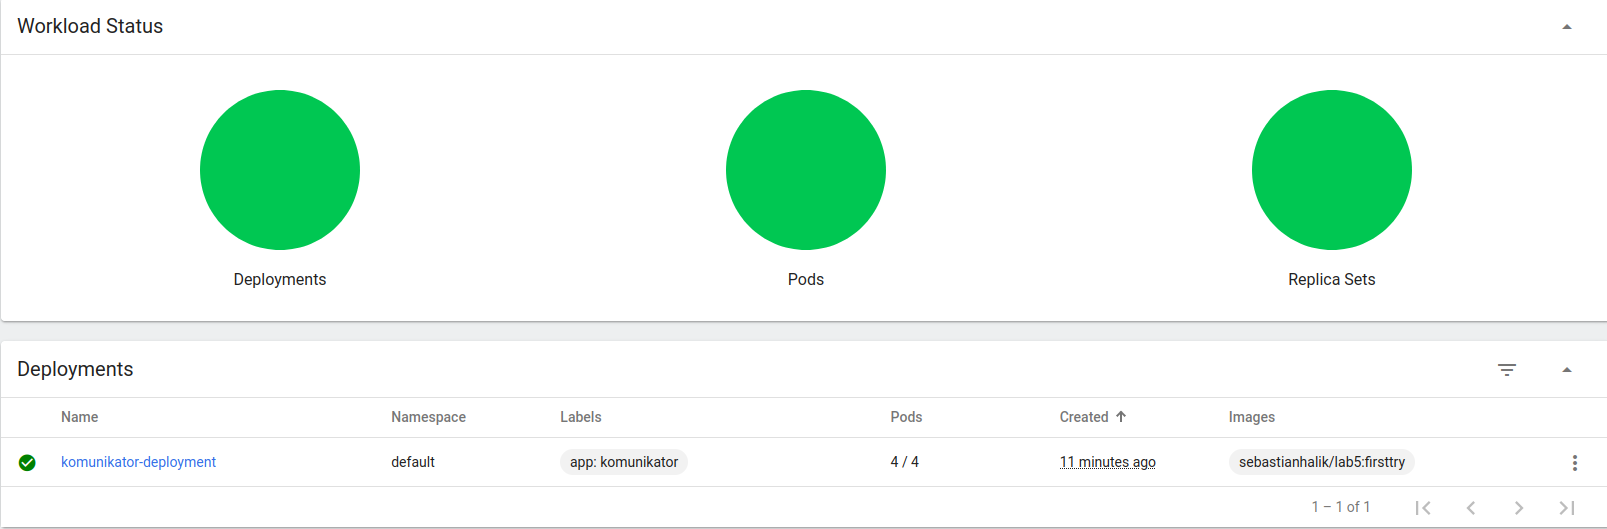 Workload Status
Deployments Pods Replica Sets
Deployments
Name Namespace Labels Pods Created Images
komunikator-deployment default app: komunikator 4 / 4 11 minutes ago sebastianhalik/lab5:firsttry
1 – 1 of 1